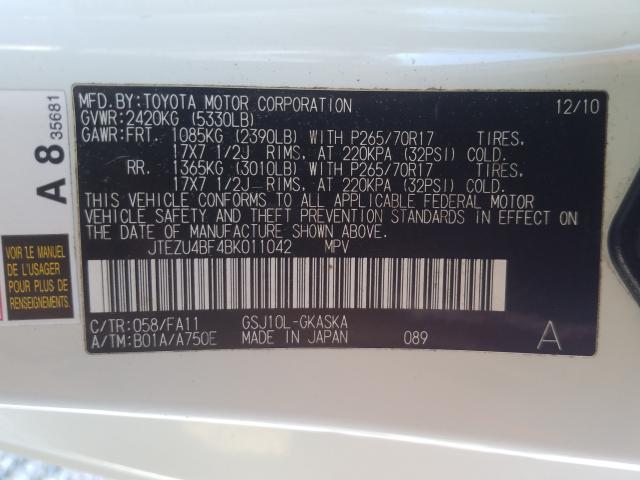 MFD.BY:TOYOTA MOTOR CORPORATION 12/10
GVWR:2420KG (5330LB)
GAWR:FRT. 1085KG (2390LB) WITH P265/70R17 TIRES,
17X7 1/2J RIMS, AT 220KPA (32PSI) COLD.
RR. 1365KG (3010LB) WITH P265/70R17 TIRES,
17X7 1/2J RIMS, AT 220KPA (32PSI) COLD.
THIS VEHICLE CONFORMS TO ALL APPLICABLE FEDERAL MOTOR
VEHICLE SAFETY AND THEFT PREVENTION STANDARDS IN EFFECT ON
THE DATE OF MANUFACTURE SHOWN ABOVE.
JTEZU4BF4BK011042 MPV
C/TR:058/FA11 GSJ10L-GKASKA
A/TM:B01A/A750E MADE IN JAPAN 089 A
A 8 35681
VOIR LE MANUEL
DE L'USAGER
POUR PLUS DE
RENSEIGNEMENTS